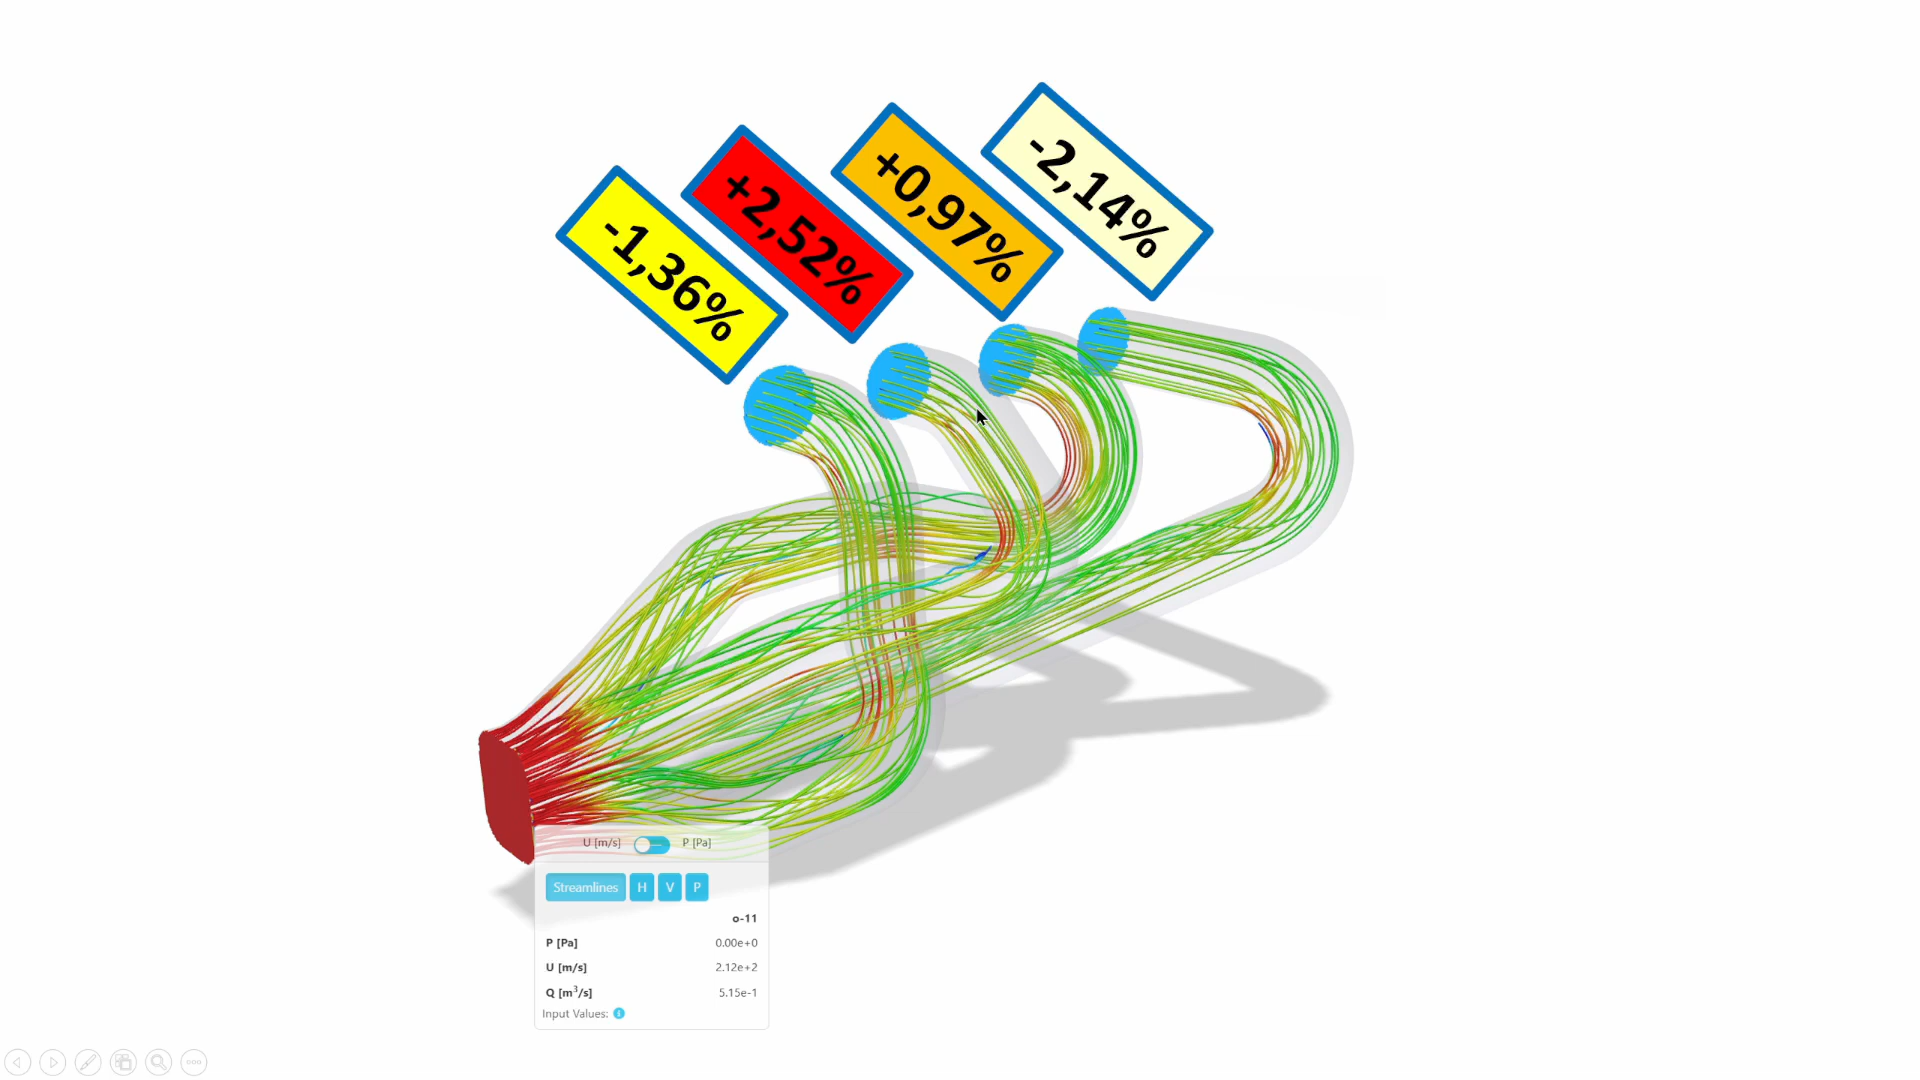 -1,36%
+2,52%
+0,97%
-2,14%
U [m/s] P [Pa]
Streamlines H V P
o-11
P [Pa] 0.00e+0
U [m/s] 2.12e+2
Q [m³/s] 5.15e-1
Input Values: i